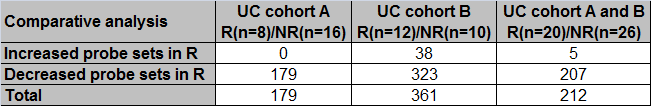 Comparative analysis UC cohort A UC cohort B UC cohort A and B
R(n=8)/NR(n=16) R(n=12)/NR(n=10) R(n=20)/NR(n=26)
Increased probe sets in R 0 38 5
Decreased probe sets in R 179 323 207
Total 179 361 212